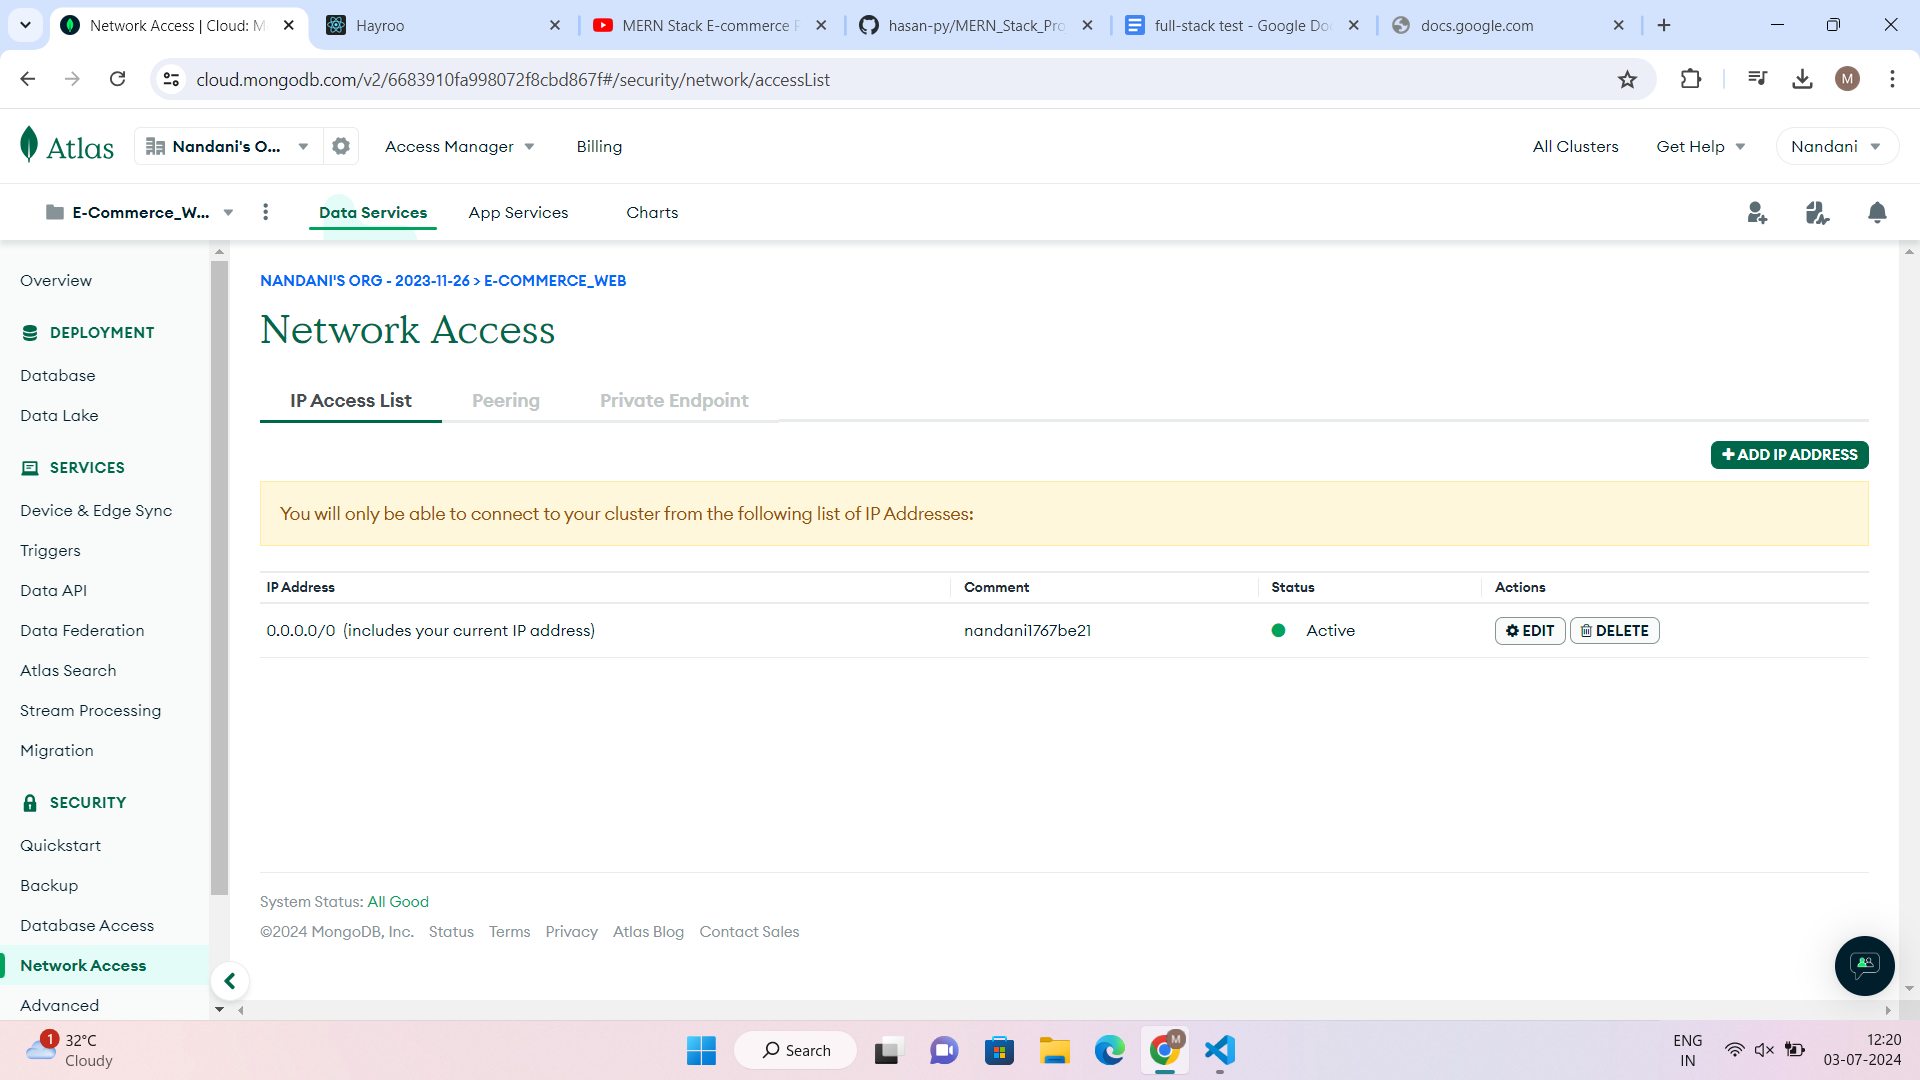 Network Access | Cloud: M
Hayroo
MERN Stack E-commerce P
hasan-py/MERN_Stack_Pro
full-stack test - Google Do
docs.google.com
cloud.mongodb.com/v2/6683910fa998072f8cbd867f#/security/network/accessList
M
Atlas
Nandani's O...
Access Manager
Billing
All Clusters
Get Help
Nandani
E-Commerce_W...
Data Services
App Services
Charts
Overview
DEPLOYMENT
Database
Data Lake
SERVICES
Device & Edge Sync
Triggers
Data API
Data Federation
Atlas Search
Stream Processing
Migration
SECURITY
Quickstart
Backup
Database Access
Network Access
Advanced
NANDANI'S ORG - 2023-11-26 > E-COMMERCE_WEB
Network Access
IP Access List
Peering
Private Endpoint
+ ADD IP ADDRESS
You will only be able to connect to your cluster from the following list of IP Addresses:
IP Address
Comment
Status
Actions
0.0.0.0/0 (includes your current IP address)
nandani1767be21
Active
EDIT
DELETE
System Status: All Good
©2024 MongoDB, Inc.
Status
Terms
Privacy
Atlas Blog
Contact Sales
1
32°C
Cloudy
Search
M
ENG
IN
12:20
03-07-2024